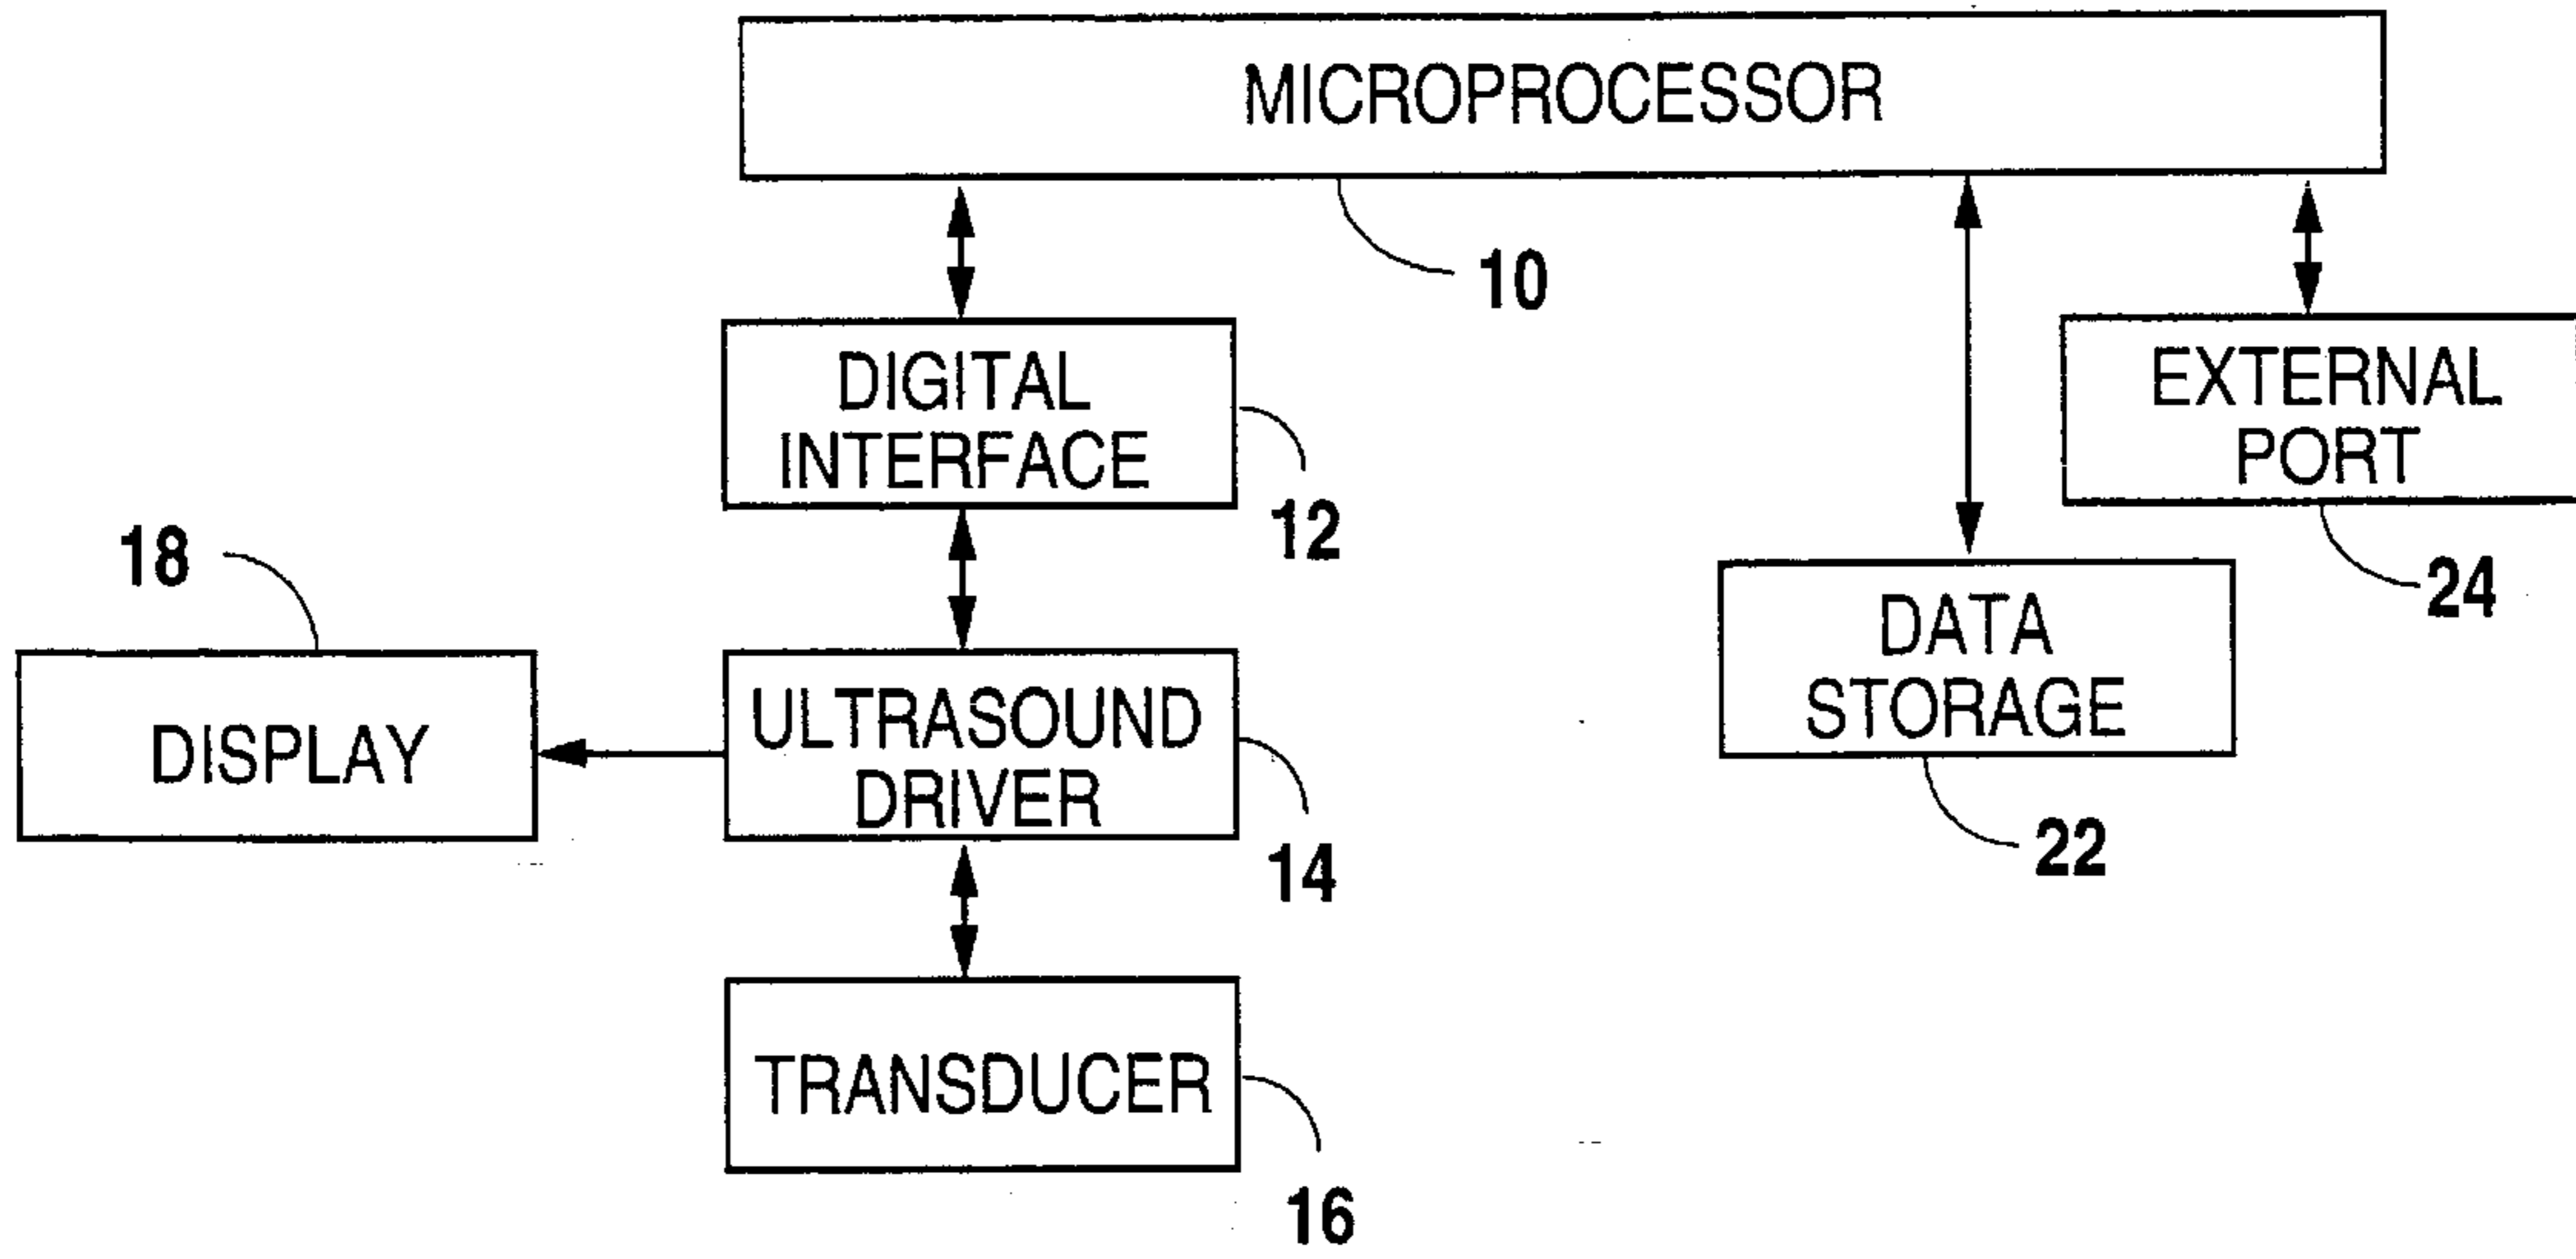 MICROPROCESSOR
10
DIGITAL
INTERFACE
12
EXTERNAL
PORT
24
DATA
STORAGE
22
18
DISPLAY
ULTRASOUND
DRIVER
14
TRANSDUCER
16